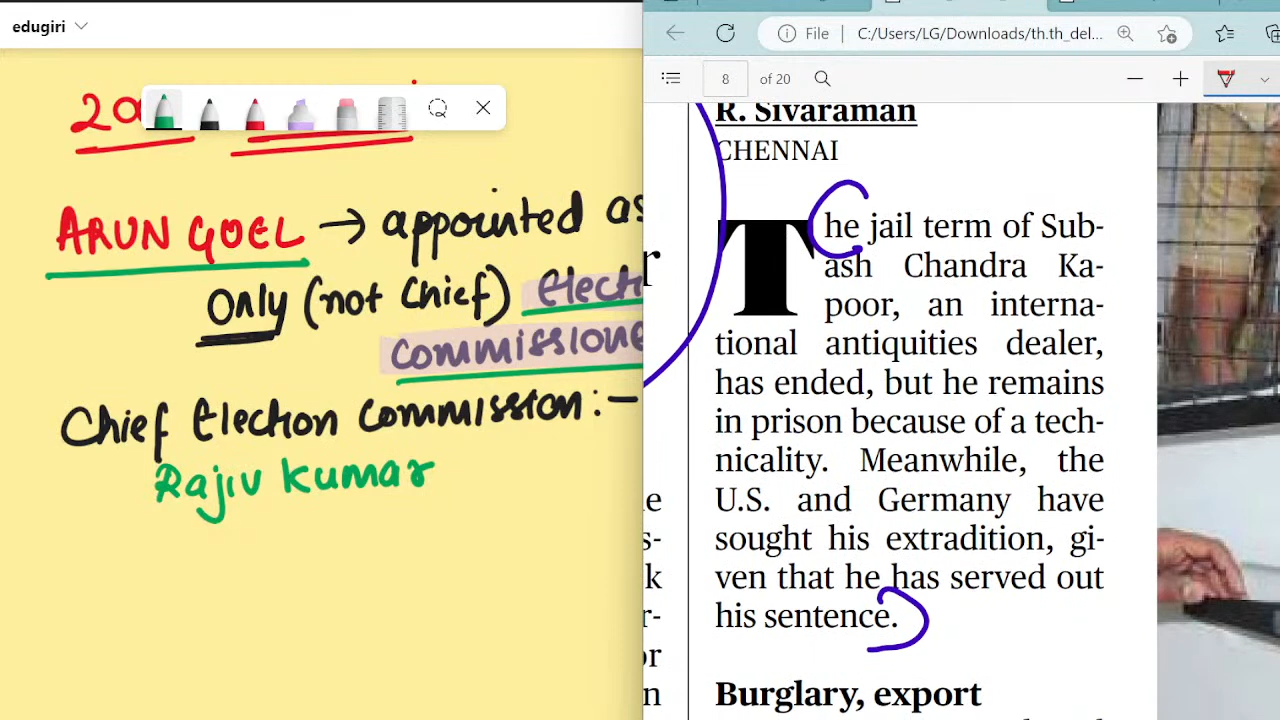 edugiri
ARUN GOEL → appointed as
Only (not Chief) Electi
Commissione
Chief Election Commission :-
Rajiv Kumar
File
C:/Users/LG/Downloads/th.th_del...
8 of 20
R. Sivaraman
CHENNAI
The jail term of Sub-
ash Chandra Ka-
poor, an interna-
tional antiquities dealer,
has ended, but he remains
in prison because of a tech-
nicality. Meanwhile, the
U.S. and Germany have
sought his extradition, gi-
ven that he has served out
his sentence.
Burglary, export